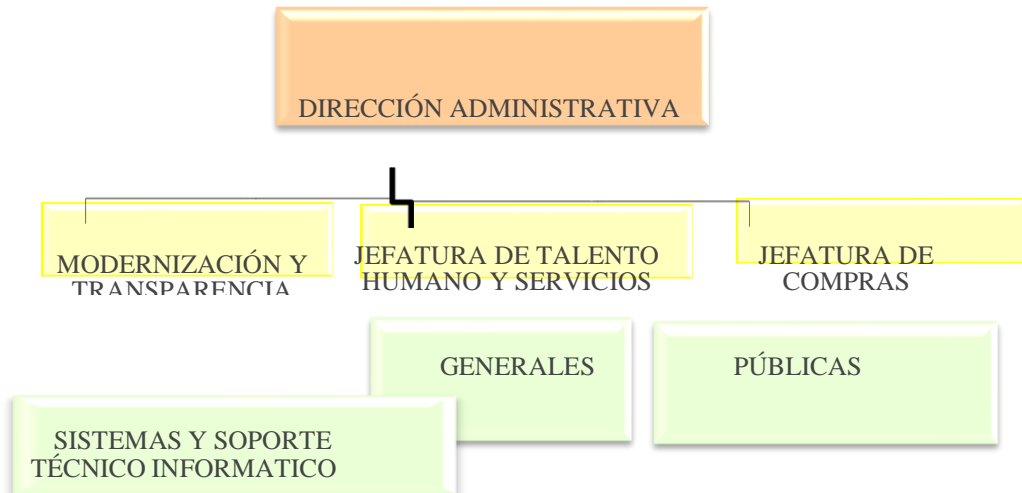 DIRECCIÓN ADMINISTRATIVA
MODERNIZACIÓN Y
TRANSPARENCIA
JEFATURA DE TALENTO
HUMANO Y SERVICIOS
JEFATURA DE
COMPRAS
GENERALES
PÚBLICAS
SISTEMAS Y SOPORTE
TÉCNICO INFORMATICO